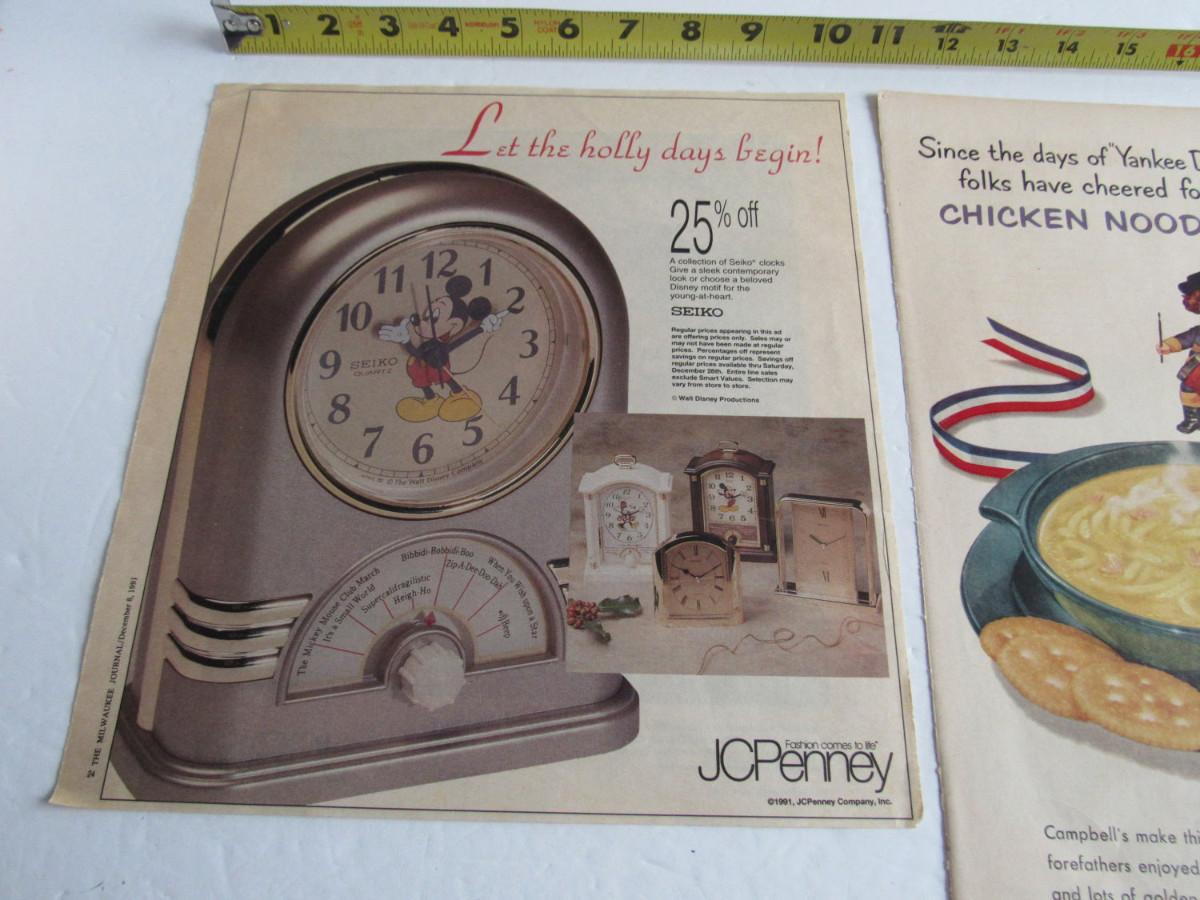 1 2 3 4 5 6 7 8 9 10 11 12 13 14 15 16
Let the holly days begin!
25% off
A collection of Seiko® clocks
Give a sleek contemporary
look or choose a beloved
Disney motif for the
young-at-heart.
SEIKO
Regular prices appearing in this ad
are offering prices only. Sales may or
may not have been made at regular
prices. Percentages off represent
savings on regular prices. Savings off
regular prices available thru Saturday,
December 28th. Entire line sales
exclude Smart Values. Selection may
vary from store to store.
© Walt Disney Productions
12 1 2 3 4 5 6 7 8 9 10 11
SEIKO
QUARTZ
© The Walt Disney Company
The Mickey Mouse Club March
It's a Small World
Supercalifragilistic
Heigh-Ho
Bibbidi-Bobbidi-Boo
Zip-A-Dee-Doo-Dah
When You Wish upon a Star
Beep
THE MILWAUKEE JOURNAL/December 8, 1991
Fashion comes to life
JCPenney
©1991, JCPenney Company, Inc.
Since the days of "Yankee D
folks have cheered fo
CHICKEN NOOD
Campbell's make thi
forefathers enjoyed
and lots of golden